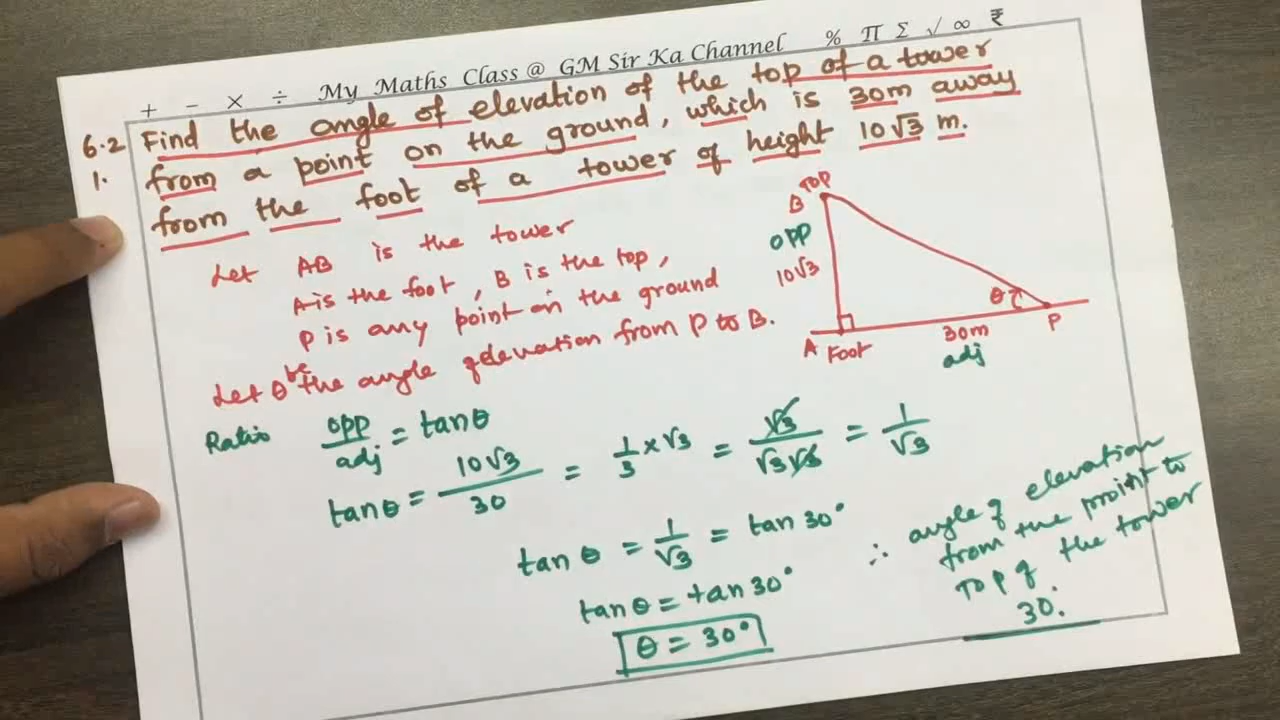 + − × ÷ My Maths Class @ GM Sir Ka Channel % Π Σ √ ∞ ₹
6.2 Find the angle of elevation of the top of a tower
1. from a point on the ground, which is 30m away
from the foot of a tower of height 10√3 m.
Let AB is the tower
A is the foot, B is the top,
P is any point on the ground
Let θ be the angle of elevation from P to B.
B TOP
OPP
10√3
θ
A Foot 30m P
adj
Ratio OPP/adj = tanθ
tanθ = 10√3/30 = 1/3 × √3 = √3/√3√3 = 1/√3
tan θ = 1/√3 = tan 30°
tanθ = tan 30°
θ = 30°
∴ angle of elevation
from the point to
TOP of the tower
30.